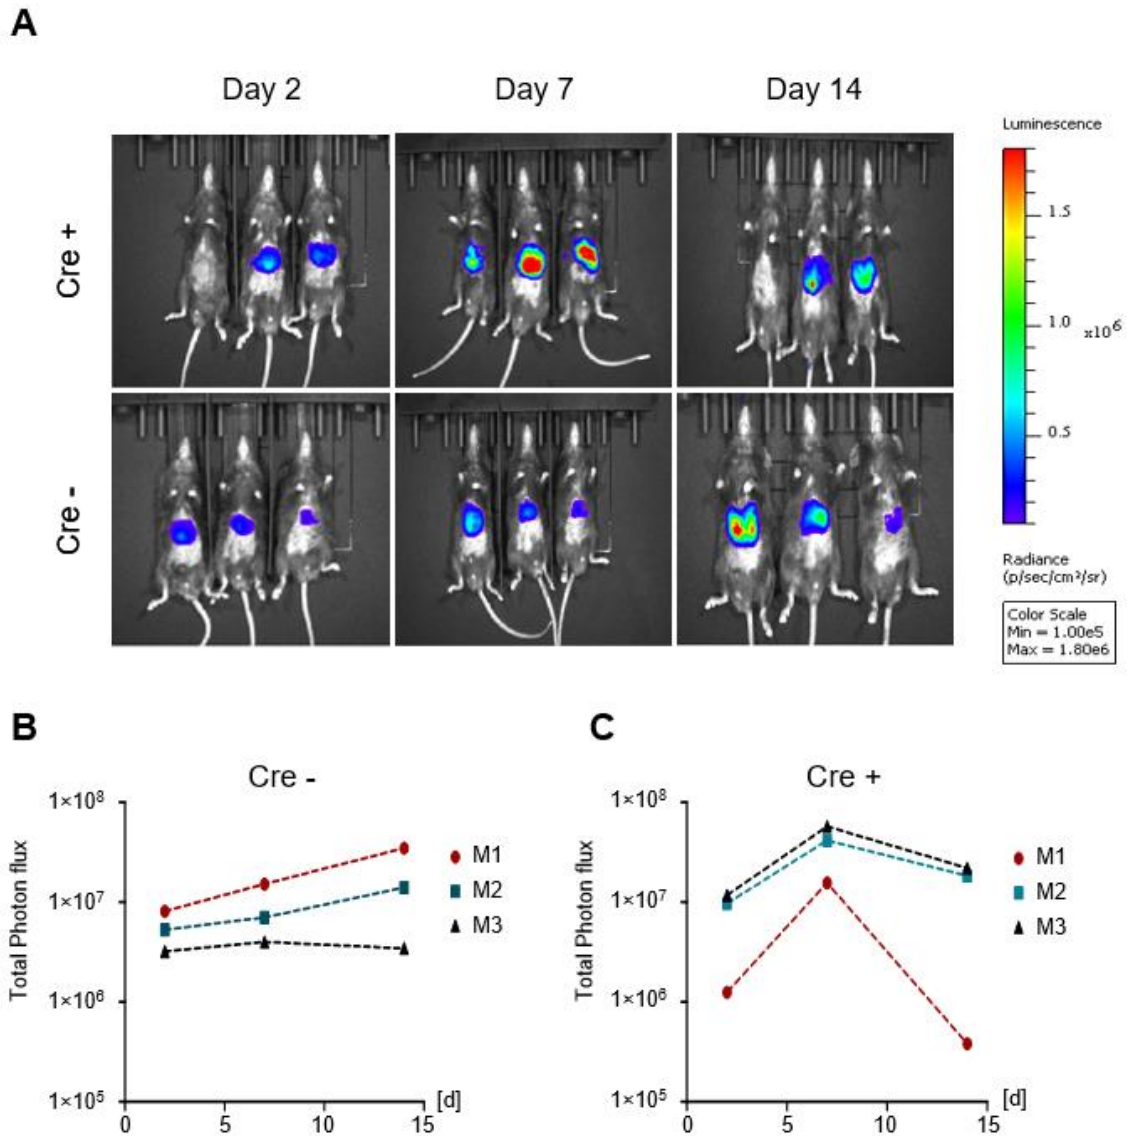 A
Day 2
Day 7
Day 14
Cre +
Cre -
Luminescence
1.5
1.0
x10⁶
0.5
Radiance
(p/sec/cm²/sr)
Color Scale
Min = 1.00e5
Max = 1.80e6
B
Cre -
Total Photon flux
1×10⁸
1×10⁷
1×10⁶
1×10⁵
0
5
10
15
[d]
M1
M2
M3
C
Cre +
Total Photon flux
1×10⁸
1×10⁷
1×10⁶
1×10⁵
0
5
10
15
[d]
M1
M2
M3